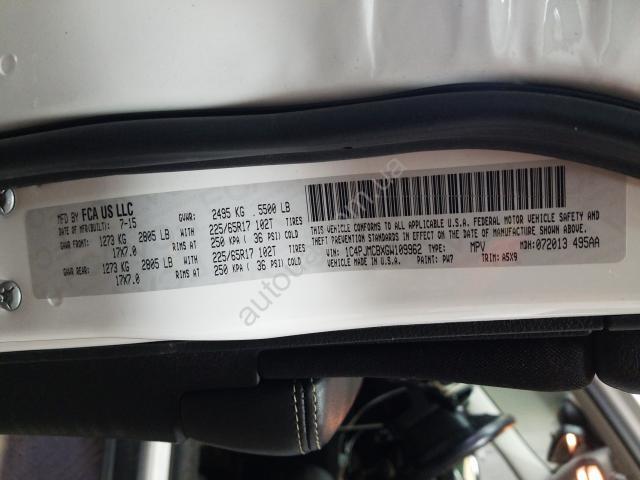 MFD BY FCA US LLC
DATE OF MFR(BUILT): 7-15 GVWR: 2495 KG . 5500 LB
GAWR FRONT: 1273 KG 2805 LB WITH 225/65R17 102T TIRES
17X7.0 RIMS AT 250 KPA ( 36 PSI) COLD
GAWR REAR: 1273 KG 2805 LB WITH 225/65R17 102T TIRES
17X7.0 RIMS AT 250 KPA ( 36 PSI) COLD
THIS VEHICLE CONFORMS TO ALL APPLICABLE U.S.A. FEDERAL MOTOR VEHICLE SAFETY AND
THEFT PREVENTION STANDARDS IN EFFECT ON THE DATE OF MANUFACTURE SHOWN ABOVE.
VIN: 1C4PJMCBXGW109962 TYPE: MPV MDH: 072013 495AA
VEHICLE MADE IN U.S.A. PAINT: PW7 TRIM: A5X9